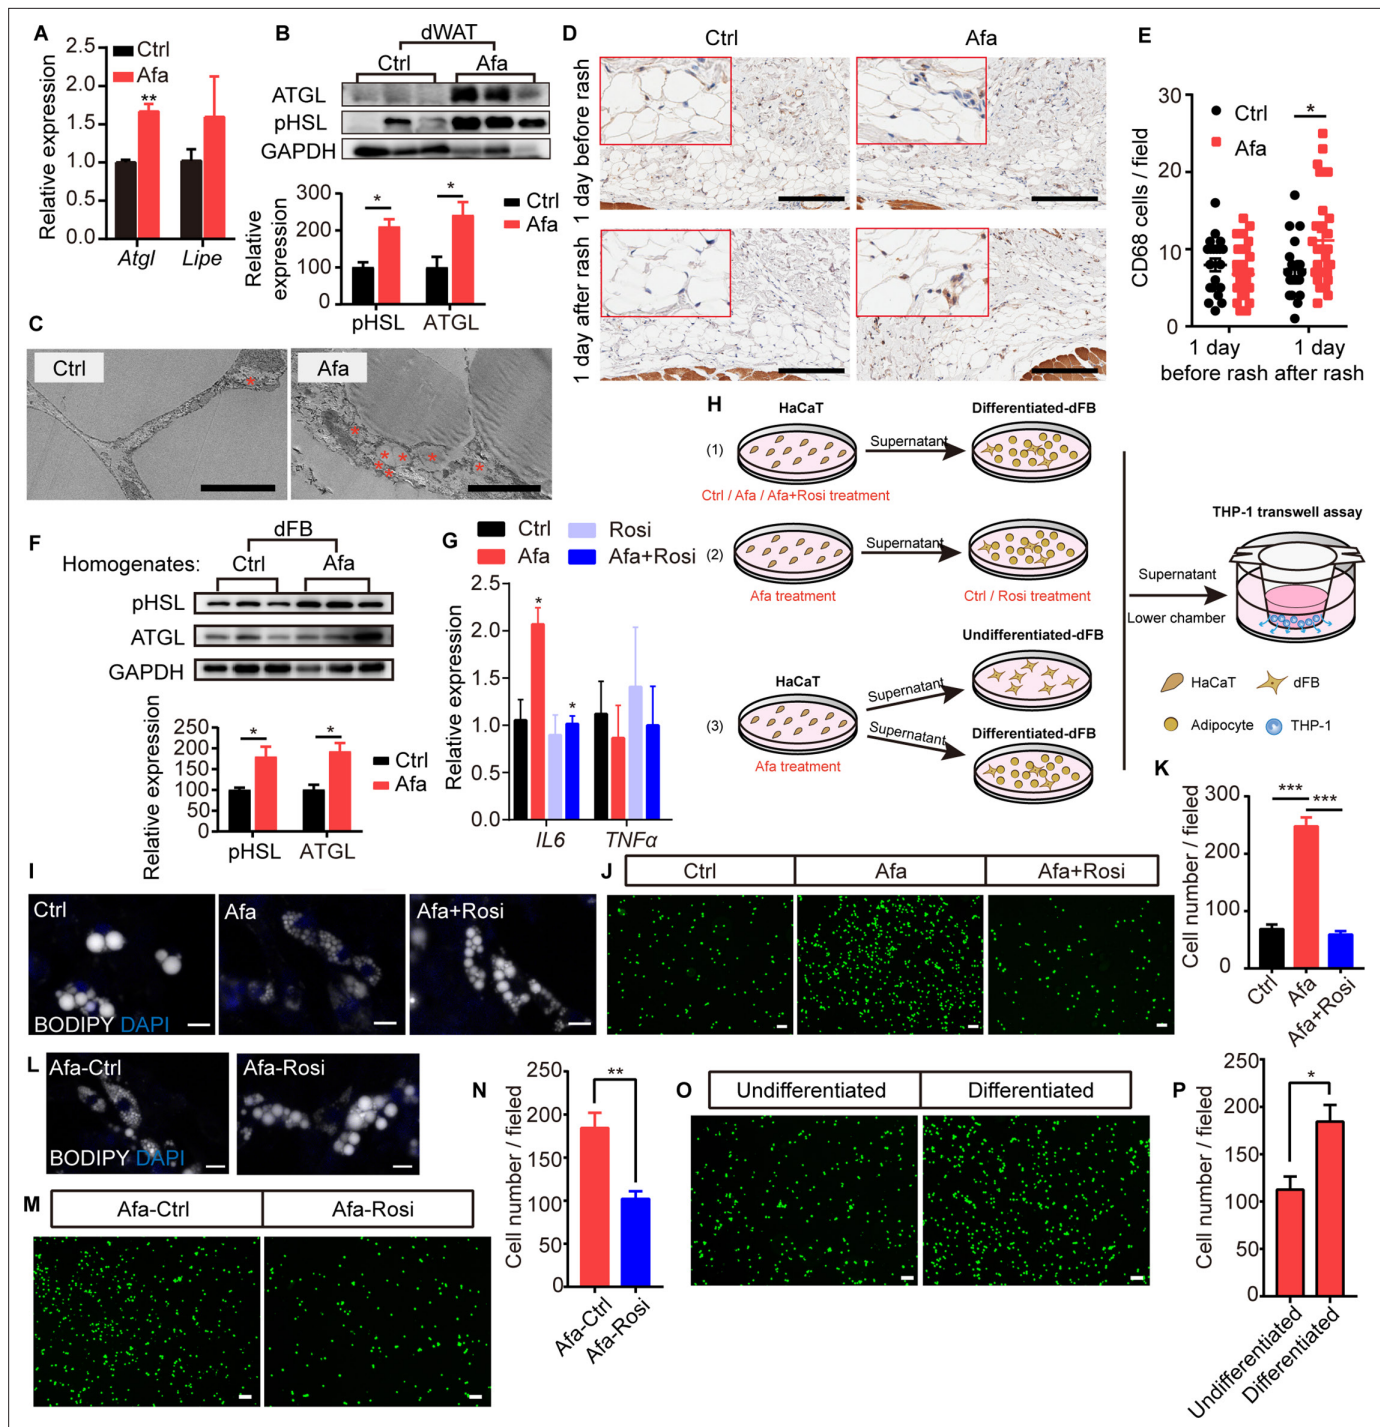 A
Ctrl
Afa
Relative expression
2.5
2.0
1.5
1.0
0.5
0.0
**
Atgl
Lipe
B
dWAT
Ctrl
Afa
ATGL
pHSL
GAPDH
Relative
expression
300
200
100
0
*
*
Ctrl
Afa
pHSL
ATGL
C
Ctrl
*
Afa
* * * * * * *
D
Ctrl
Afa
1 day before rash
1 day after rash
E
CD68 cells / field
30
20
10
0
Ctrl
Afa
*
1 day
before rash
1 day
after rash
F
dFB
Homogenates:
Ctrl
Afa
pHSL
ATGL
GAPDH
Relative expression
250
200
150
100
50
0
*
*
Ctrl
Afa
pHSL
ATGL
G
Ctrl
Rosi
Afa
Afa+Rosi
Relative expression
2.5
2.0
1.5
1.0
0.5
0.0
*
*
IL6
TNFα
H
HaCaT
Differentiated-dFB
(1)
Supernatant
Ctrl / Afa / Afa+Rosi treatment
(2)
Supernatant
Afa treatment
Ctrl / Rosi treatment
Undifferentiated-dFB
HaCaT
Supernatant
(3)
Supernatant
Differentiated-dFB
Afa treatment
THP-1 transwell assay
Supernatant
Lower chamber
HaCaT
dFB
Adipocyte
THP-1
I
Ctrl
BODIPY DAPI
Afa
Afa+Rosi
J
Ctrl
Afa
Afa+Rosi
K
Cell number / fieled
300
200
100
0
***
***
Ctrl
Afa
Afa+Rosi
L
Afa-Ctrl
BODIPY DAPI
Afa-Rosi
M
Afa-Ctrl
Afa-Rosi
N
Cell number / fieled
250
200
150
100
50
0
**
Afa-Ctrl
Afa-Rosi
O
Undifferentiated
Differentiated
P
Cell number / fieled
250
200
150
100
50
0
*
Undifferentiated
Differentiated